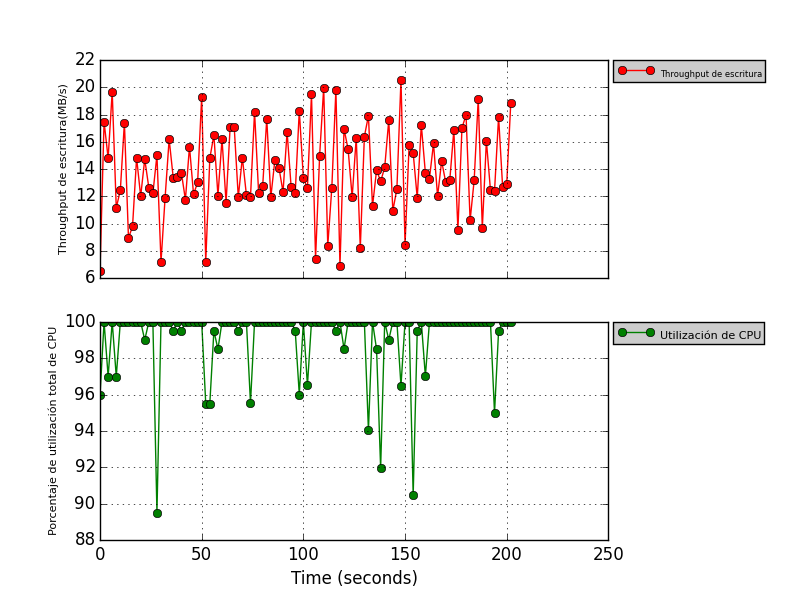 22
20
18
16
14
12
10
8
6
Throughput de escritura(MB/s)
Throughput de escritura
100
98
96
94
92
90
88
Porcentaje de utilización total de CPU
Utilización de CPU
0 50 100 150 200 250
Time (seconds)